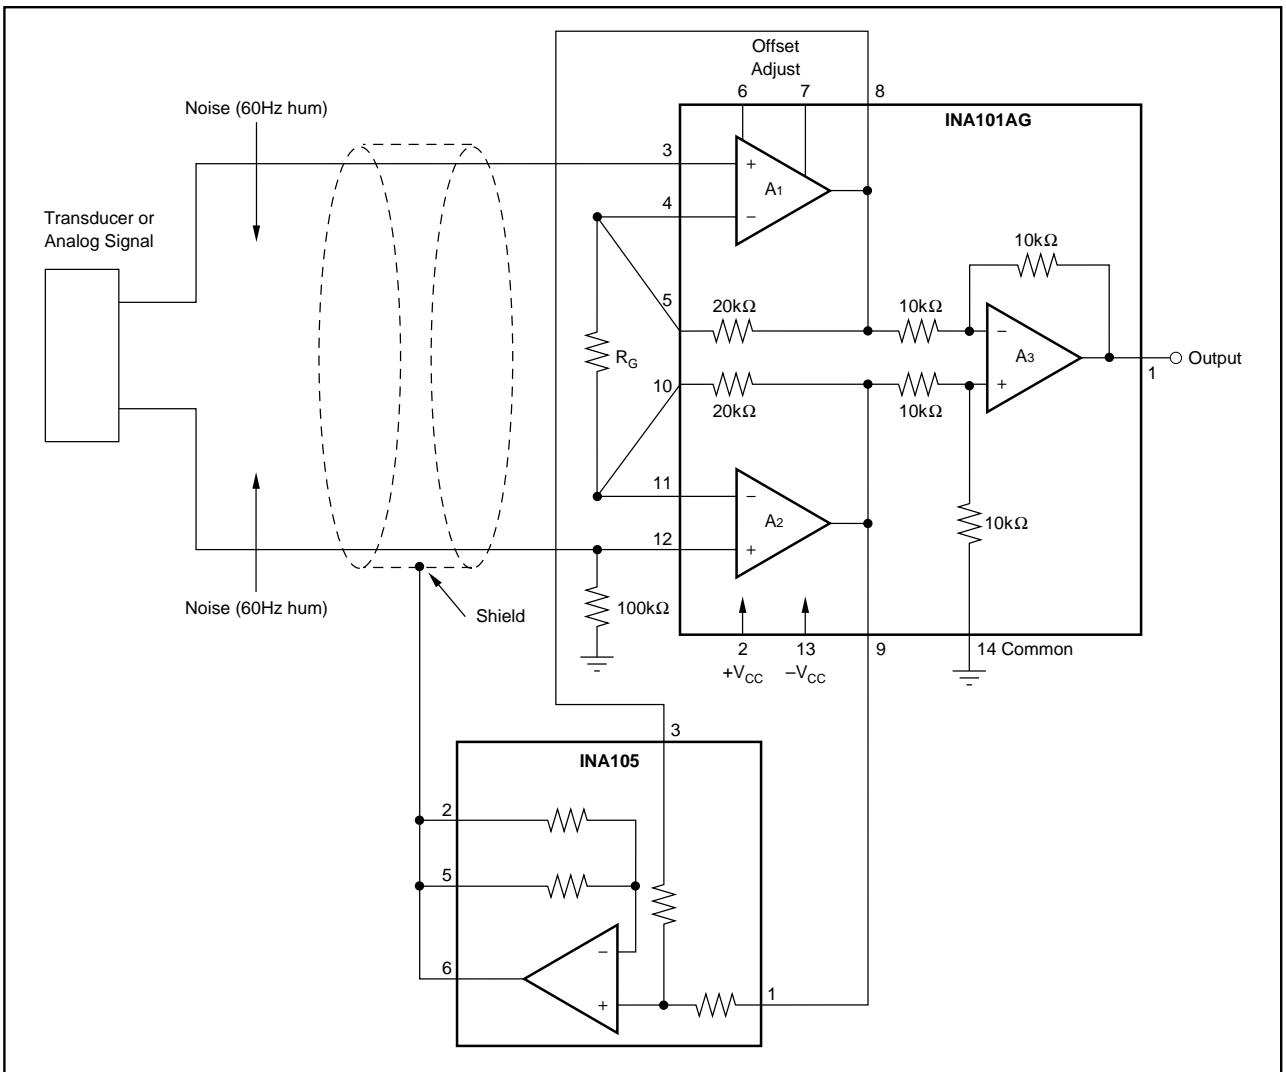 Offset
Adjust
6
7
8
Noise (60Hz hum)
INA101AG
3
+
A1
4
−
Transducer or
Analog Signal
10kΩ
5
20kΩ
10kΩ
−
RG
A3
Output
1
10
+
20kΩ
10kΩ
11
−
A2
10kΩ
12
+
Noise (60Hz hum)
Shield
100kΩ
2
13
9
14 Common
+VCC
−VCC
3
INA105
2
5
−
6
+
1